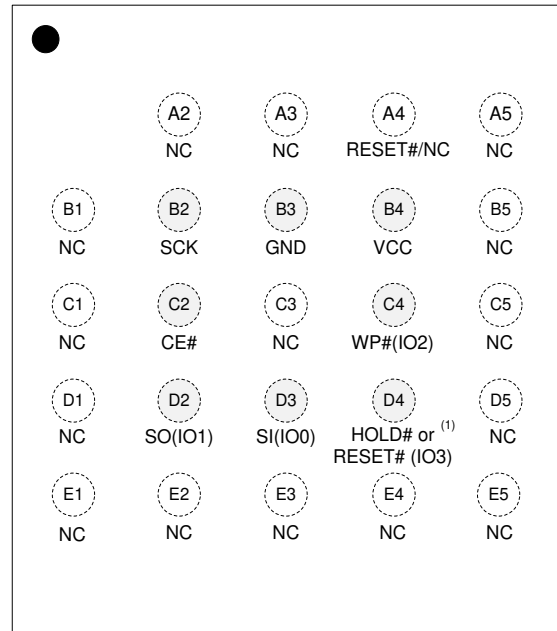 A2 A3 A4 A5
NC NC RESET#/NC NC
B1 B2 B3 B4 B5
NC SCK GND VCC NC
C1 C2 C3 C4 C5
NC CE# NC WP#(IO2) NC
D1 D2 D3 D4 D5
NC SO(IO1) SI(IO0) HOLD# or (1) NC
RESET# (IO3)
E1 E2 E3 E4 E5
NC NC NC NC NC